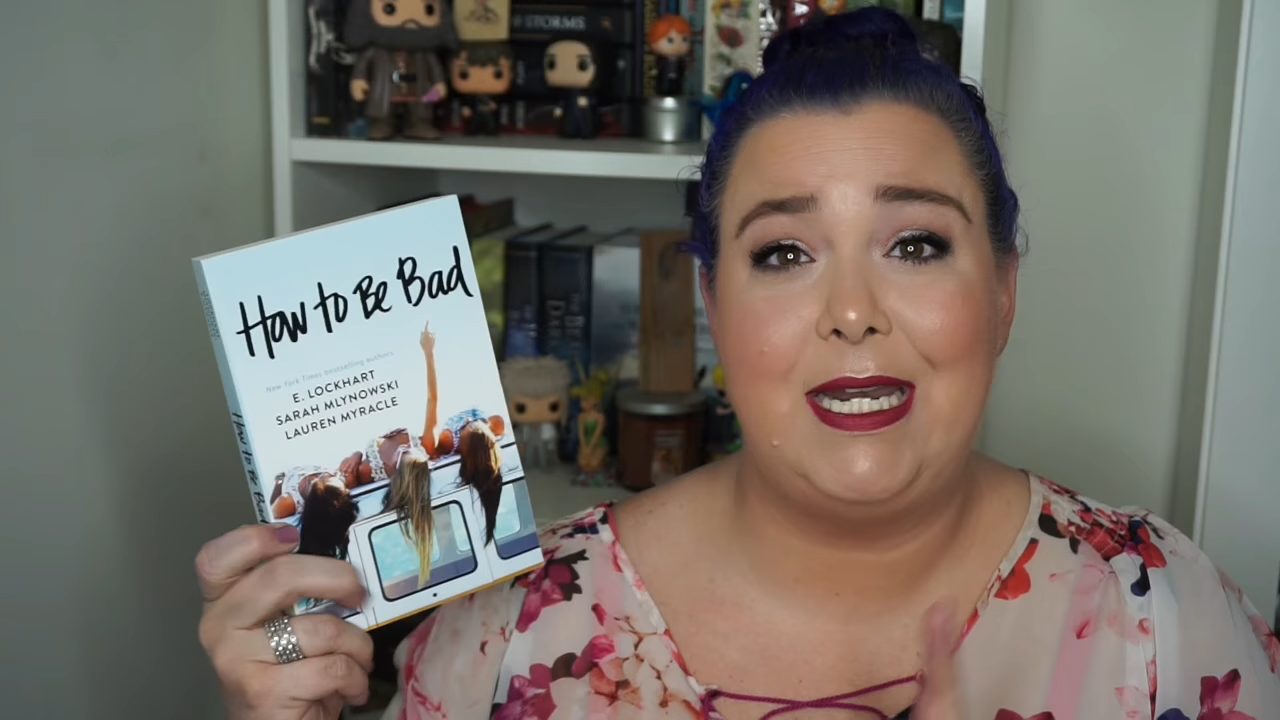 STORMS
How to Be Bad
New York Times bestselling authors
E. LOCKHART
SARAH MLYNOWSKI
LAUREN MYRACLE
How to Be Bad